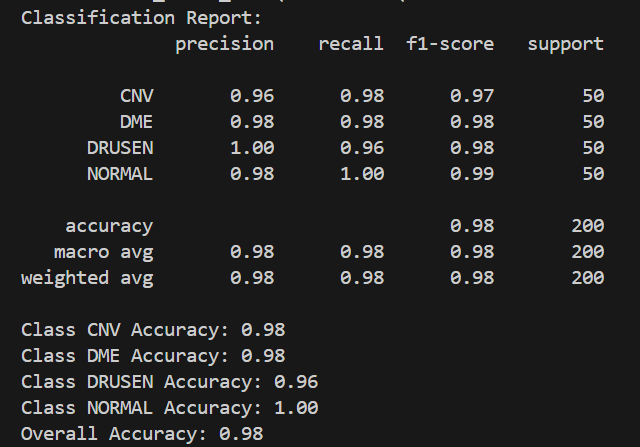 Classification Report:
precision recall f1-score support
CNV 0.96 0.98 0.97 50
DME 0.98 0.98 0.98 50
DRUSEN 1.00 0.96 0.98 50
NORMAL 0.98 1.00 0.99 50
accuracy 0.98 200
macro avg 0.98 0.98 0.98 200
weighted avg 0.98 0.98 0.98 200
Class CNV Accuracy: 0.98
Class DME Accuracy: 0.98
Class DRUSEN Accuracy: 0.96
Class NORMAL Accuracy: 1.00
Overall Accuracy: 0.98